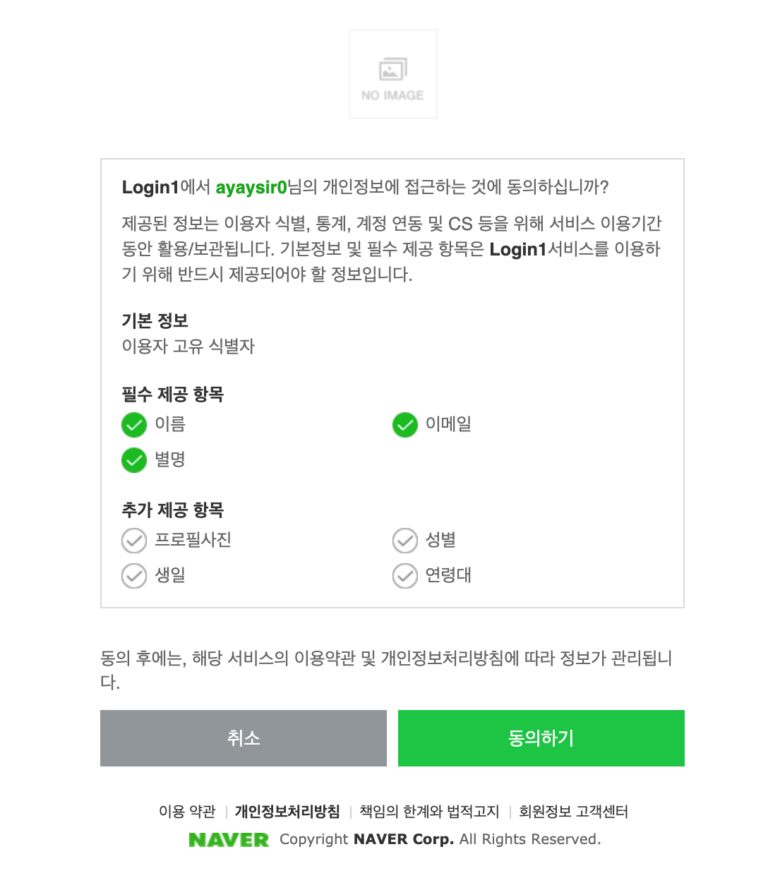 NO IMAGE
Login1에서 ayaysir0님의 개인정보에 접근하는 것에 동의하십니까?
제공된 정보는 이용자 식별, 통계, 계정 연동 및 CS 등을 위해 서비스 이용기간
동안 활용/보관됩니다. 기본정보 및 필수 제공 항목은 Login1서비스를 이용하
기 위해 반드시 제공되어야 할 정보입니다.
기본 정보
이용자 고유 식별자
필수 제공 항목
이름 이메일
별명
추가 제공 항목
프로필사진 성별
생일 연령대
동의 후에는, 해당 서비스의 이용약관 및 개인정보처리방침에 따라 정보가 관리됩니
다.
취소 동의하기
이용 약관 | 개인정보처리방침 | 책임의 한계와 법적고지 | 회원정보 고객센터
NAVER Copyright NAVER Corp. All Rights Reserved.